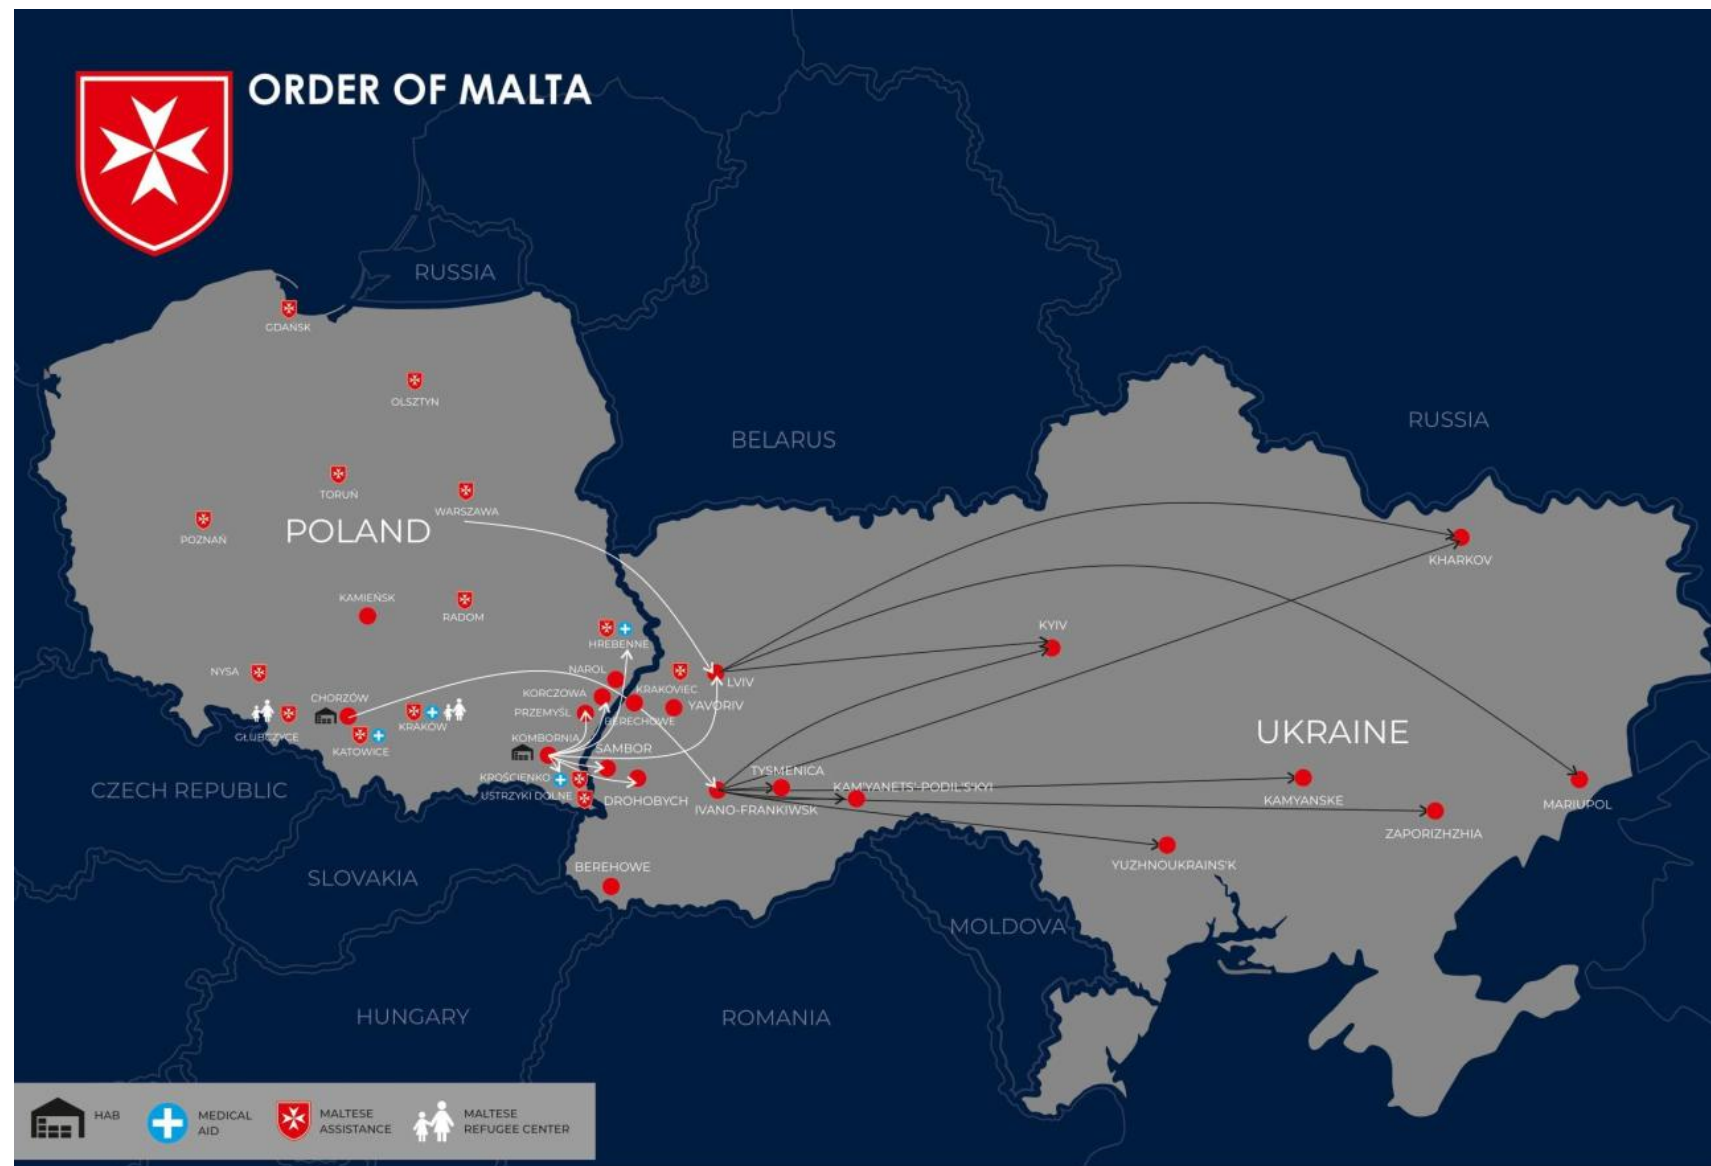 ORDER OF MALTA
RUSSIA
GDAŃSK
OLSZTYN
RUSSIA
BELARUS
TORUŃ
WARSZAWA
POZNAŃ
POLAND
KHARKOV
KAMIEŃSK
RADOM
KYIV
HREBENNE
NYSA
NAROL
LVIV
KRAKOVIEC
CHORZÓW
KORCZOWA
YAVORIV
PRZEMYŚL
BERECHOWE
KRAKÓW
GŁUBCZYCE
KATOWICE
KOMBORNIA
SAMBOR
UKRAINE
TYSMENICA
KROŚCIENKO
CZECH REPUBLIC
KAM'YANETS'-PODIL'S'KYI
USTRZYKI DOLNE
DROHOBYCH
IVANO-FRANKIWSK
KAMYANSKE
MARIUPOL
ZAPORIZHZHIA
BEREHOWE
YUZHNOUKRAINS'K
SLOVAKIA
MOLDOVA
HUNGARY
ROMANIA
HAB
MEDICAL
AID
MALTESE
ASSISTANCE
MALTESE
REFUGEE CENTER